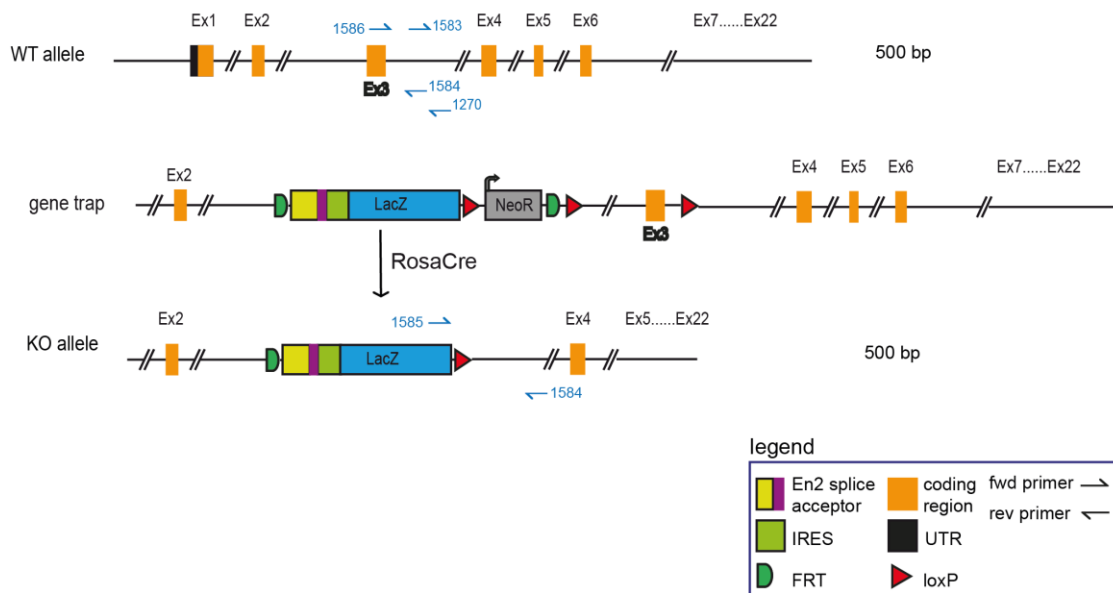 Ex1 Ex2 1586 1583 Ex4 Ex5 Ex6 Ex7......Ex22
WT allele 500 bp
Ex3 1584
1270
Ex2 Ex4 Ex5 Ex6 Ex7......Ex22
gene trap LacZ NeoR
Ex3
RosaCre
Ex2 1585 Ex4 Ex5......Ex22
KO allele LacZ 500 bp
1584
legend
En2 splice acceptor
coding region
fwd primer
rev primer
IRES
UTR
FRT
loxP